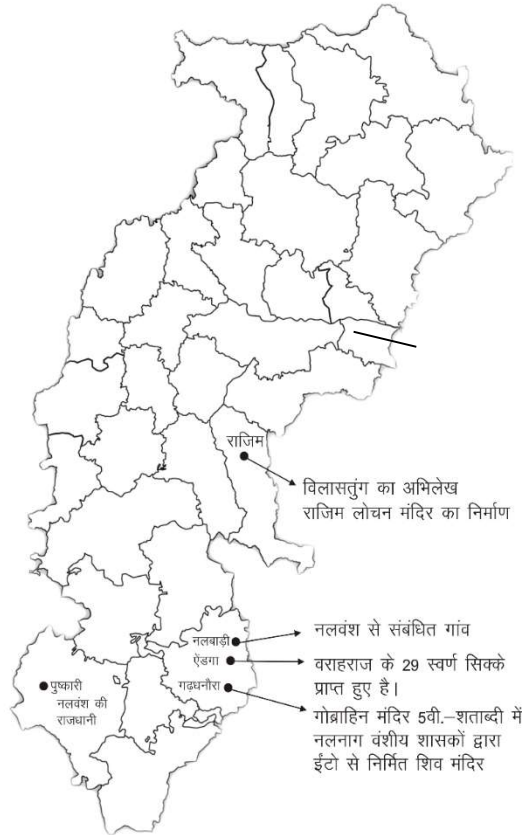 राजिम
विलासतुंग का अभिलेख
राजिम लोचन मंदिर का निर्माण
नलबाड़ी
नलवंश से संबंधित गांव
ऐंडगा
वराहराज के 29 स्वर्ण सिक्के
प्राप्त हुए है।
गढ़धनौरा
गोब्राहिन मंदिर 5वी.–शताब्दी में
नलनाग वंशीय शासकों द्वारा
ईंटो से निर्मित शिव मंदिर
पुष्कारी
नलवंश की
राजधानी